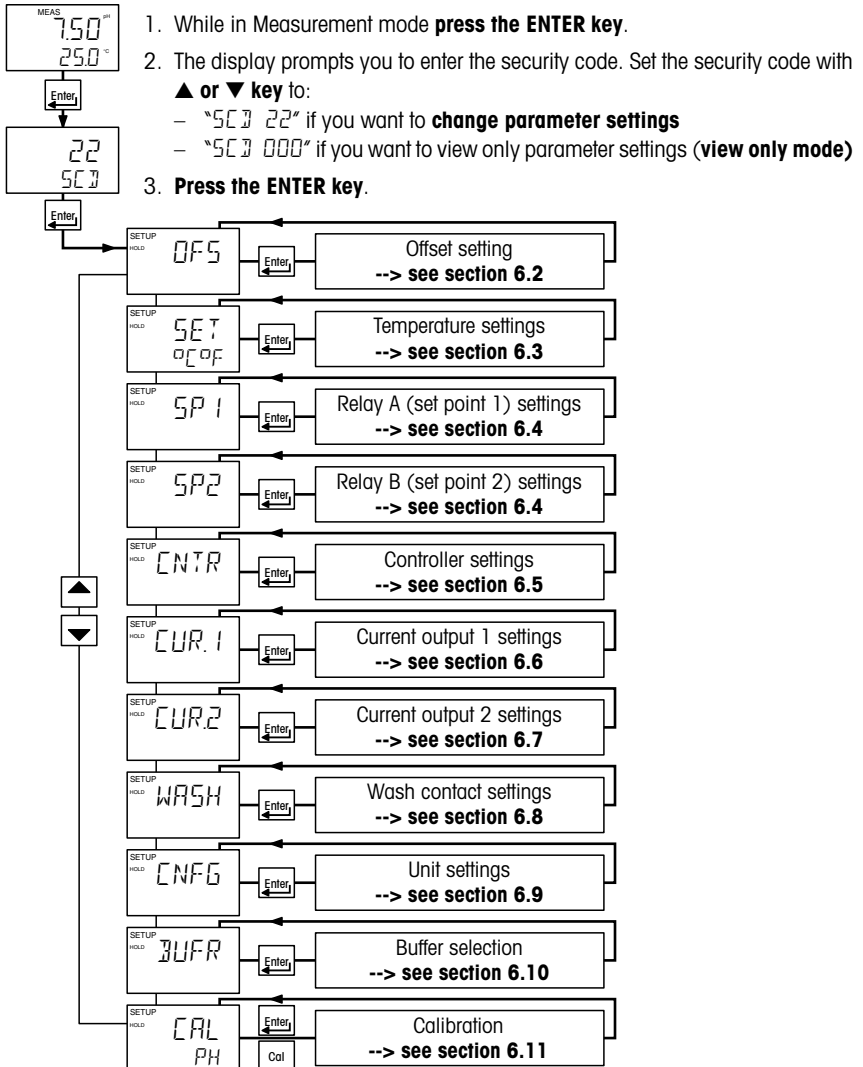 MEAS
7.50 pH
25.0 °C
Enter
22
SCD
Enter
1. While in Measurement mode press the ENTER key.
2. The display prompts you to enter the security code. Set the security code with
▲ or ▼ key to:
– "SCD 22" if you want to change parameter settings
– "SCD 000" if you want to view only parameter settings (view only mode)
3. Press the ENTER key.
SETUP
HOLD
OFS
Enter
Offset setting
--> see section 6.2
SETUP
HOLD
SET
°C°F
Enter
Temperature settings
--> see section 6.3
SETUP
HOLD
SP1
Enter
Relay A (set point 1) settings
--> see section 6.4
SETUP
HOLD
SP2
Enter
Relay B (set point 2) settings
--> see section 6.4
SETUP
HOLD
CNTR
Enter
Controller settings
--> see section 6.5
SETUP
HOLD
CUR.1
Enter
Current output 1 settings
--> see section 6.6
SETUP
HOLD
CUR.2
Enter
Current output 2 settings
--> see section 6.7
SETUP
HOLD
WASH
Enter
Wash contact settings
--> see section 6.8
SETUP
HOLD
CNFG
Enter
Unit settings
--> see section 6.9
SETUP
HOLD
BUFR
Enter
Buffer selection
--> see section 6.10
SETUP
HOLD
CAL
PH
Enter
Cal
Calibration
--> see section 6.11